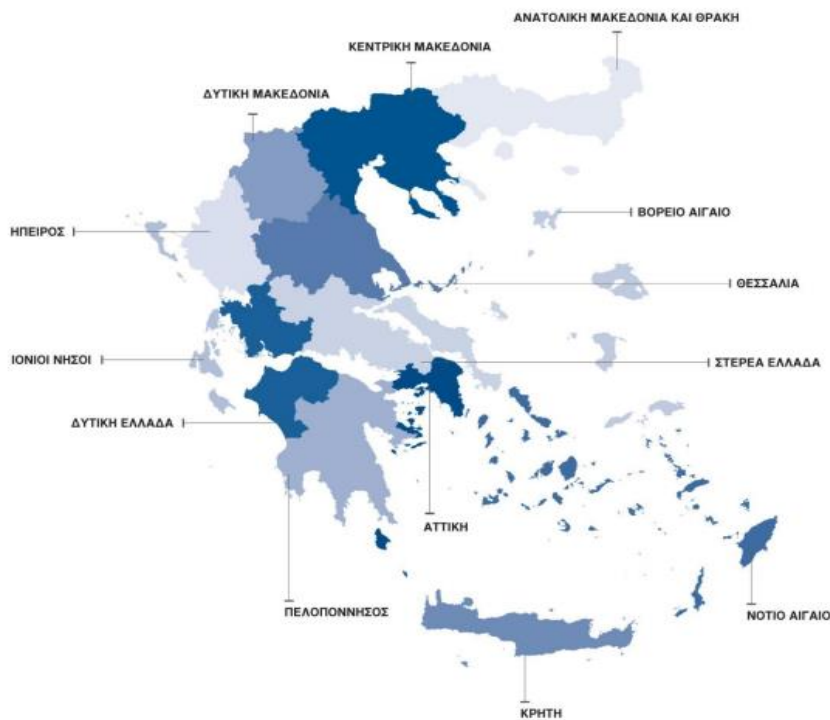 ΑΝΑΤΟΛΙΚΗ ΜΑΚΕΔΟΝΙΑ ΚΑΙ ΘΡΑΚΗ
ΚΕΝΤΡΙΚΗ ΜΑΚΕΔΟΝΙΑ
ΔΥΤΙΚΗ ΜΑΚΕΔΟΝΙΑ
ΒΟΡΕΙΟ ΑΙΓΑΙΟ
ΗΠΕΙΡΟΣ
ΘΕΣΣΑΛΙΑ
ΙΟΝΙΟΙ ΝΗΣΟΙ
ΣΤΕΡΕΑ ΕΛΛΑΔΑ
ΔΥΤΙΚΗ ΕΛΛΑΔΑ
ΑΤΤΙΚΗ
ΠΕΛΟΠΟΝΝΗΣΟΣ
ΝΟΤΙΟ ΑΙΓΑΙΟ
ΚΡΗΤΗ